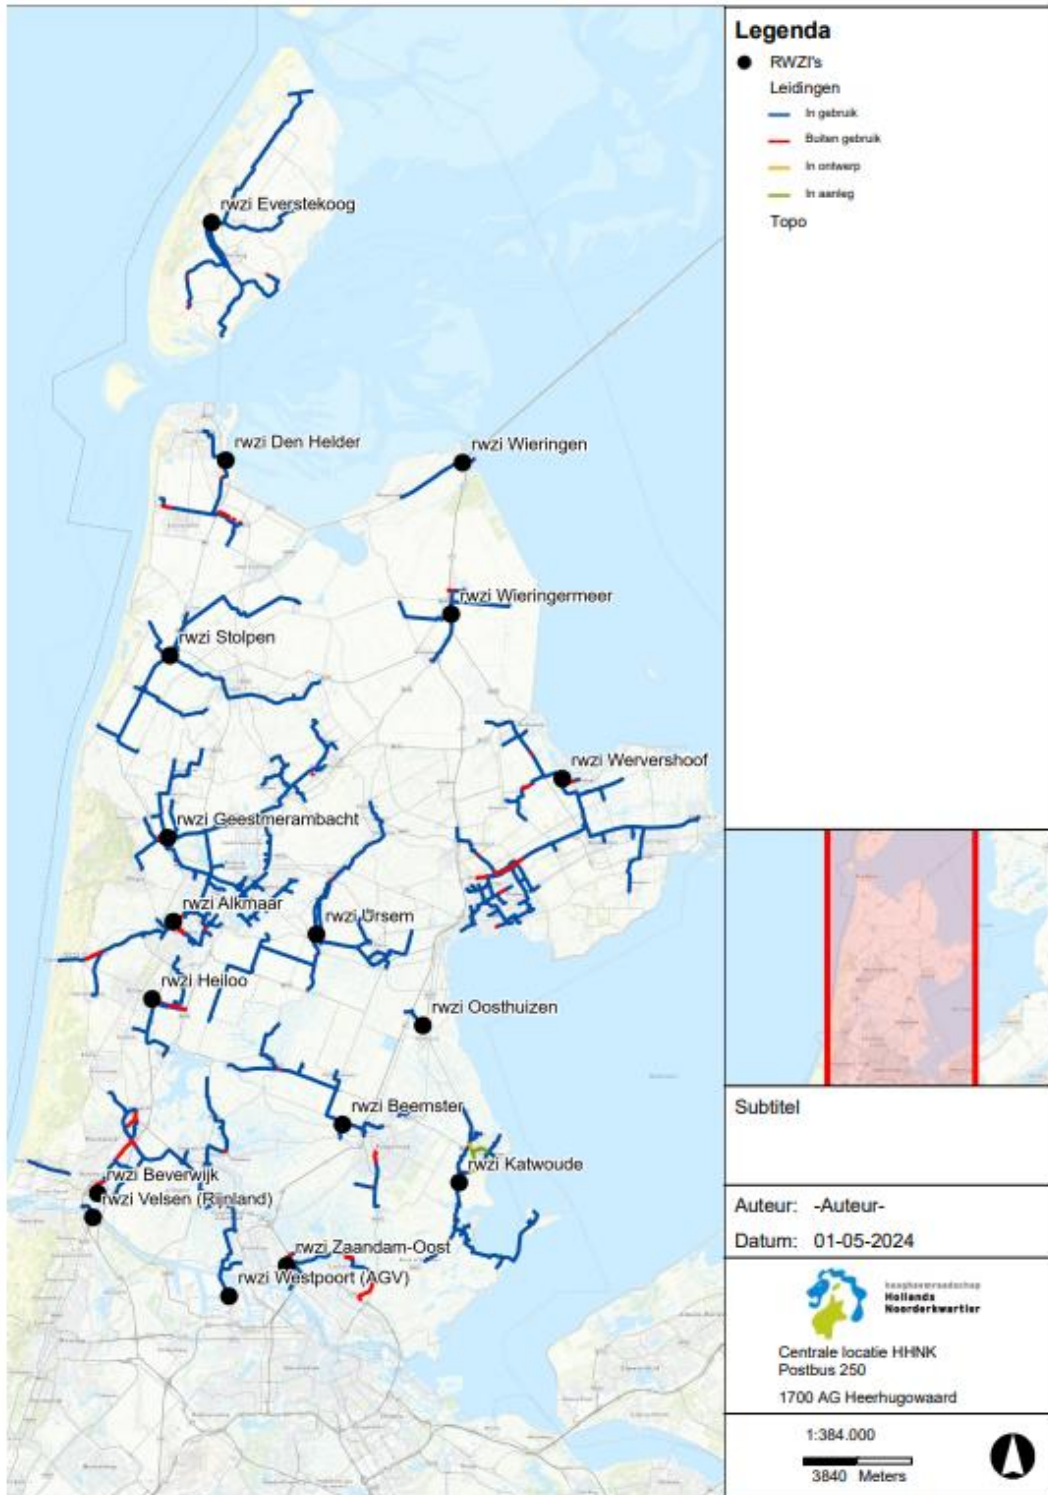 Legenda
RWZI's
Leidingen
In gebruik
Buiten gebruik
In ontwerp
In aanleg
Topo
rwzi Everstekoog
rwzi Den Helder
rwzi Wieringen
rwzi Wieringermeer
rwzi Stolpen
rwzi Wervershoof
rwzi Geestmerambacht
rwzi Alkmaar
rwzi Ursem
rwzi Heiloo
rwzi Oosthuizen
rwzi Beemster
rwzi Katwoude
rwzi Beverwijk
rwzi Velsen (Rijnland)
rwzi Zaandam-Oost
rwzi Westpoort (AGV)
Subtitel
Auteur: -Auteur-
Datum: 01-05-2024
hoogheemraadschap
Hollands
Noorderkwartier
Centrale locatie HHNK
Postbus 250
1700 AG Heerhugowaard
1:384.000
3840 Meters